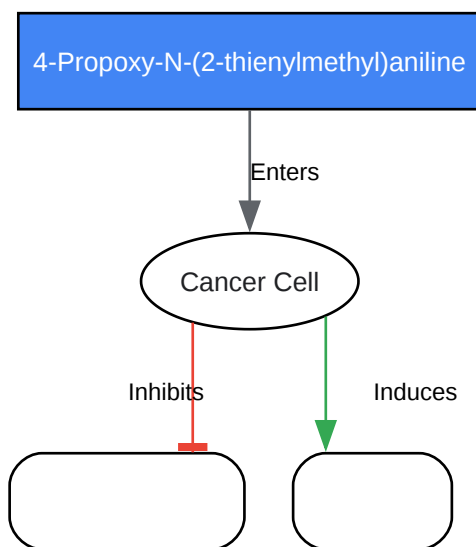 4-Propoxy-N-(2-thienylmethyl)aniline
Enters
Cancer Cell
Inhibits
Induces